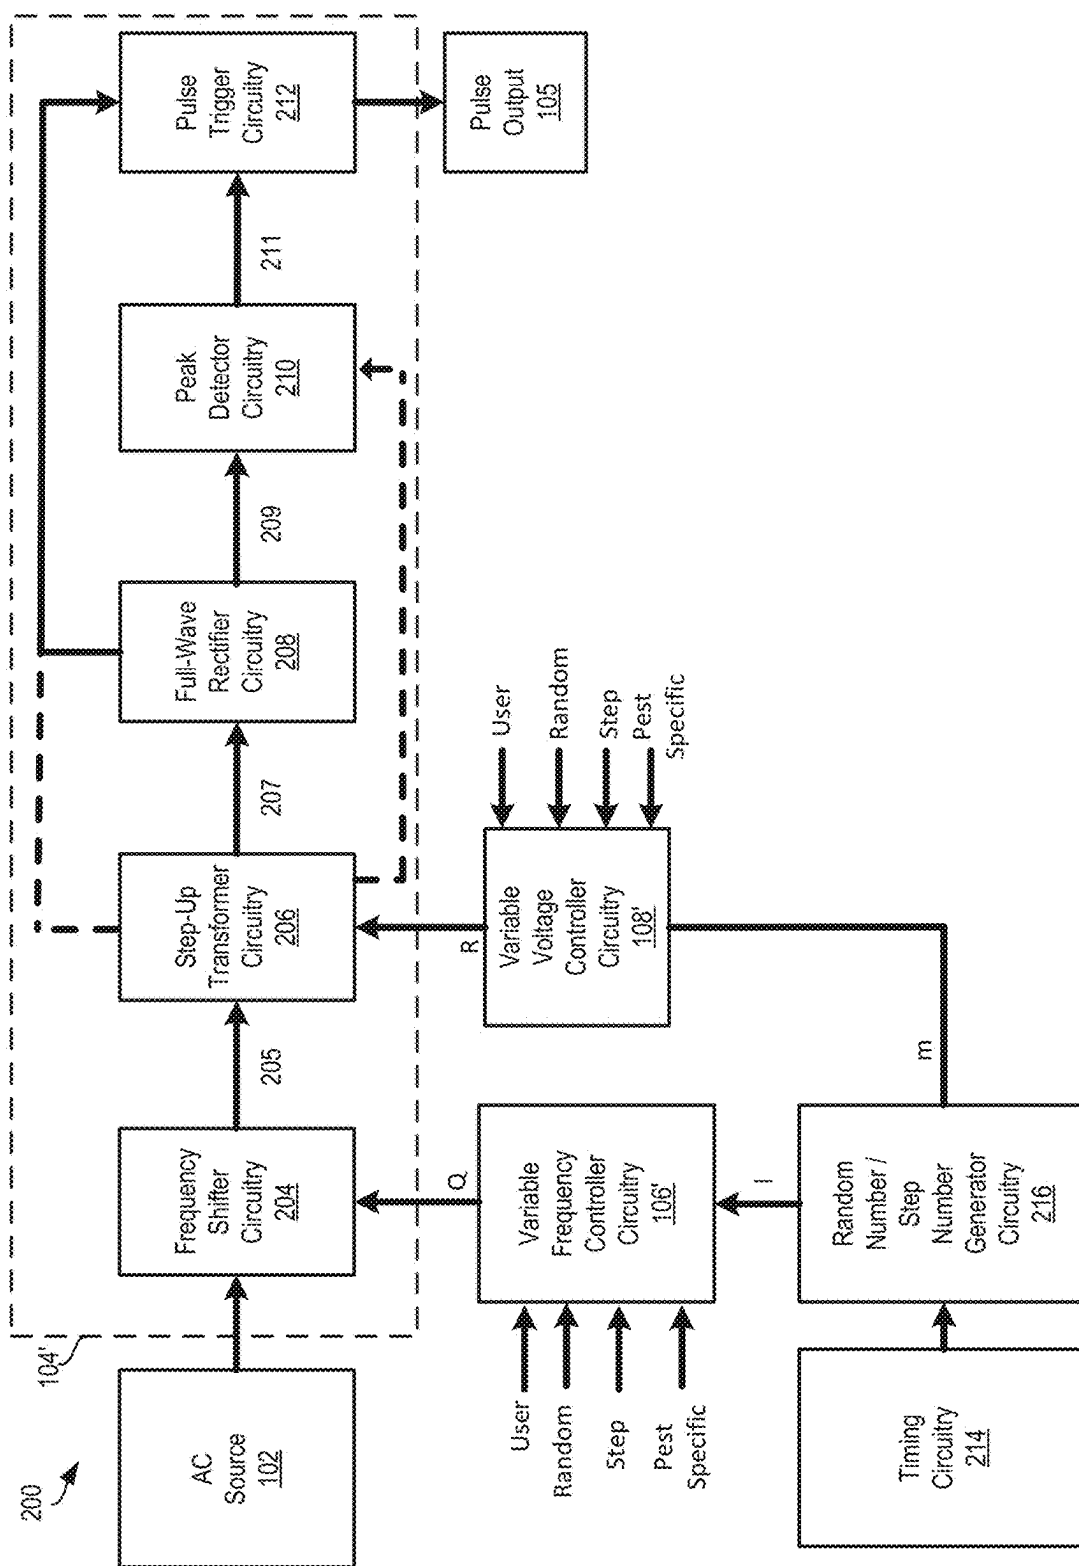 200
104'
AC
Source
102
Frequency
Shifter
Circuitry
204
205
Step-Up
Transformer
Circuitry
206
207
Full-Wave
Rectifier
Circuitry
208
209
Peak
Detector
Circuitry
210
211
Pulse
Trigger
Circuitry
212
Pulse
Output
105
Q
R
User
Random
Step
Pest
Specific
Variable
Frequency
Controller
Circuitry
106'
Variable
Voltage
Controller
Circuitry
108'
User
Random
Step
Pest
Specific
l
m
Timing
Circuitry
214
Random
Number /
Step
Number
Generator
Circuitry
216